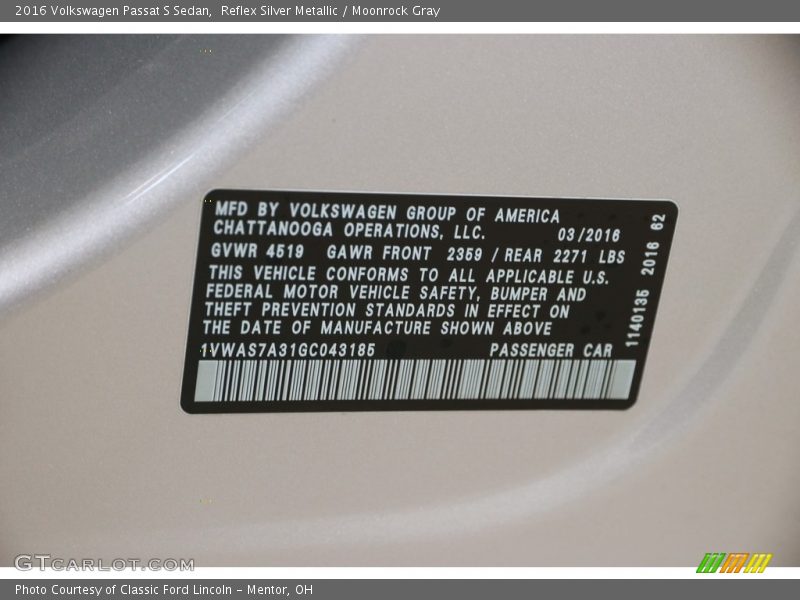 2016 Volkswagen Passat S Sedan,  Reflex Silver Metallic / Moonrock Gray
MFD BY VOLKSWAGEN GROUP OF AMERICA
CHATTANOOGA OPERATIONS, LLC. 03/2016
GVWR 4519 GAWR FRONT 2359 / REAR 2271 LBS
THIS VEHICLE CONFORMS TO ALL APPLICABLE U.S.
FEDERAL MOTOR VEHICLE SAFETY, BUMPER AND
THEFT PREVENTION STANDARDS IN EFFECT ON
THE DATE OF MANUFACTURE SHOWN ABOVE
1VWAS7A31GC043185 PASSENGER CAR
1140135 2016 62
GTCARLOT.COM
Photo Courtesy of Classic Ford Lincoln - Mentor, OH